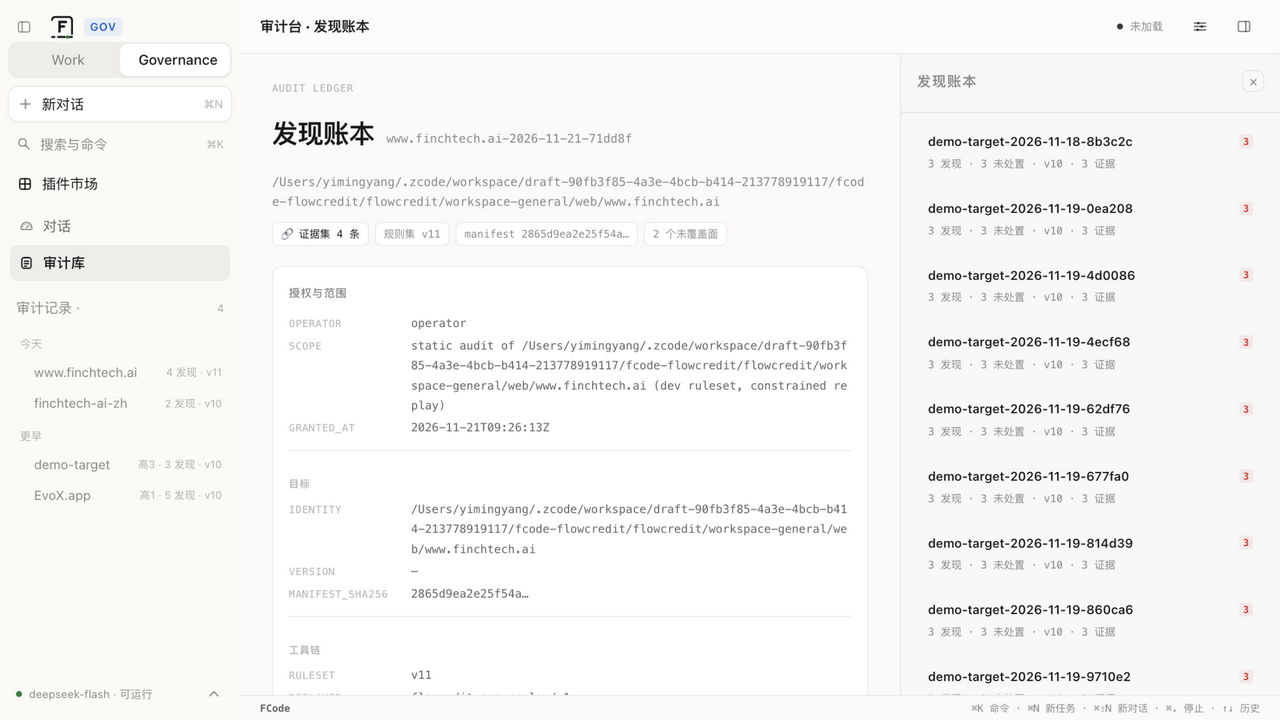 F GOV
Work Governance
新对话 ⌘N
搜索与命令 ⌘K
插件市场
对话
审计库
审计记录 · 4
今天
www.finchtech.ai 4 发现 · v11
finchtech-ai-zh 2 发现 · v10
更早
demo-target 高3 · 3 发现 · v10
EvoX.app 高1 · 5 发现 · v10
deepseek-flash · 可运行
审计台 · 发现账本
未加载
AUDIT LEDGER
发现账本 www.finchtech.ai-2026-11-21-71dd8f
/Users/yimingyang/.zcode/workspace/draft-90fb3f85-4a3e-4bcb-b414-213778919117/fcod
e-flowcredit/flowcredit/workspace-general/web/www.finchtech.ai
证据集 4 条 规则集 v11 manifest 2865d9ea2e25f54a… 2 个未覆盖面
授权与范围
OPERATOR operator
SCOPE static audit of /Users/yimingyang/.zcode/workspace/draft-90fb3f
85-4a3e-4bcb-b414-213778919117/fcode-flowcredit/flowcredit/work
space-general/web/www.finchtech.ai (dev ruleset, constrained re
play)
GRANTED_AT 2026-11-21T09:26:13Z
目标
IDENTITY /Users/yimingyang/.zcode/workspace/draft-90fb3f85-4a3e-4bcb-b41
4-213778919117/fcode-flowcredit/flowcredit/workspace-general/we
b/www.finchtech.ai
VERSION —
MANIFEST_SHA256 2865d9ea2e25f54a…
工具链
RULESET v11
发现账本 ×
demo-target-2026-11-18-8b3c2c 3
3 发现 · 3 未处置 · v10 · 3 证据
demo-target-2026-11-19-0ea208 3
3 发现 · 3 未处置 · v10 · 3 证据
demo-target-2026-11-19-4d0086 3
3 发现 · 3 未处置 · v10 · 3 证据
demo-target-2026-11-19-4ecf68 3
3 发现 · 3 未处置 · v10 · 3 证据
demo-target-2026-11-19-62df76 3
3 发现 · 3 未处置 · v10 · 3 证据
demo-target-2026-11-19-677fa0 3
3 发现 · 3 未处置 · v10 · 3 证据
demo-target-2026-11-19-814d39 3
3 发现 · 3 未处置 · v10 · 3 证据
demo-target-2026-11-19-860ca6 3
3 发现 · 3 未处置 · v10 · 3 证据
demo-target-2026-11-19-9710e2 3
FCode ⌘K 命令 · ⌘N 新任务 · ⌘⇧N 新对话 · ⌘. 停止 · ↑↓ 历史